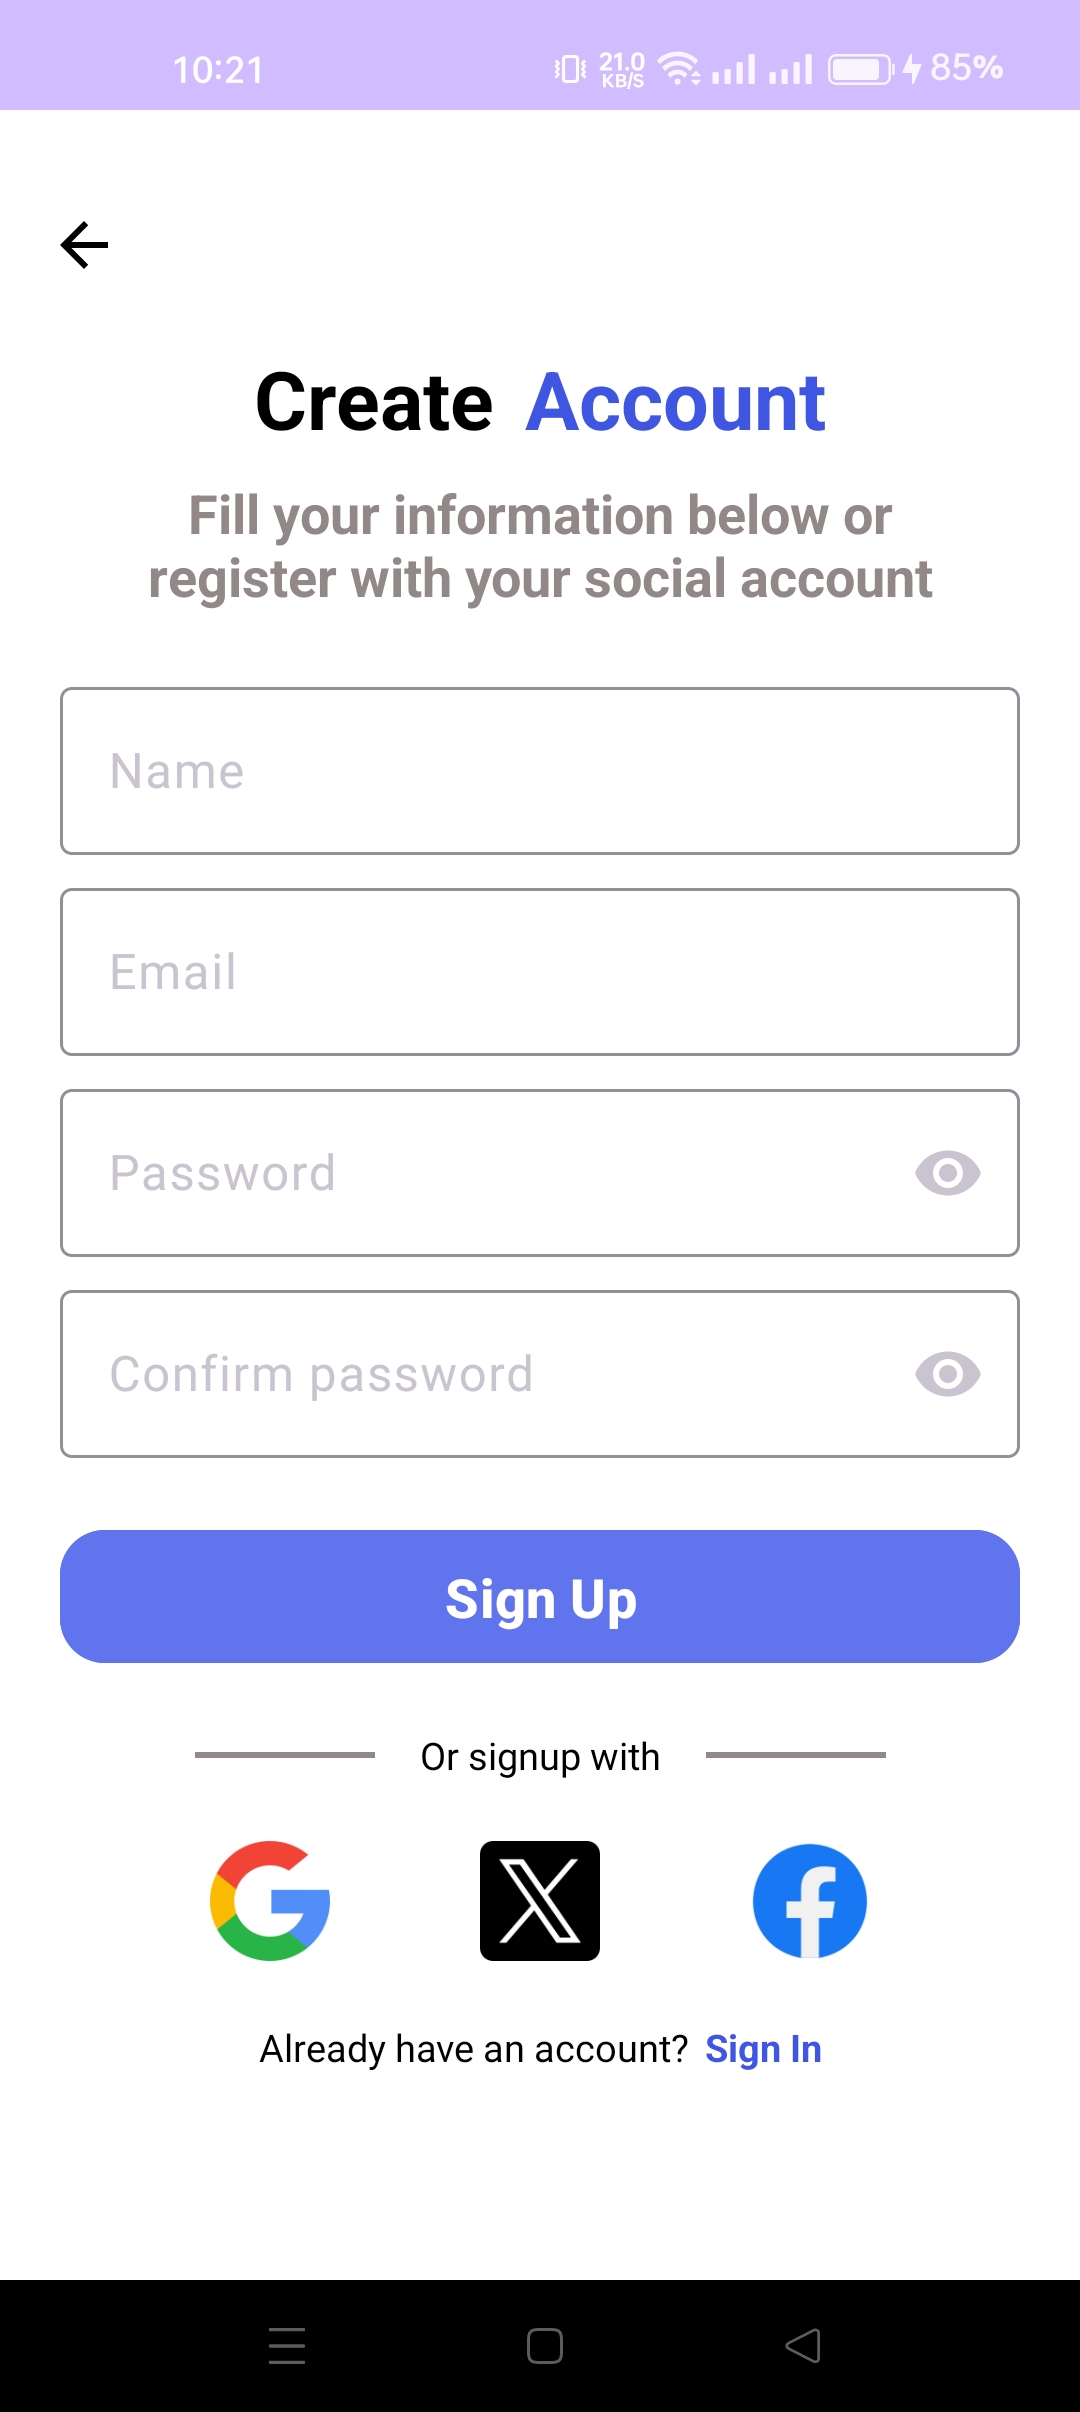 10:21 21.0 KB/S 85%
Create Account
Fill your information below or
register with your social account
Name
Email
Password
Confirm password
Sign Up
Or signup with
Already have an account? Sign In